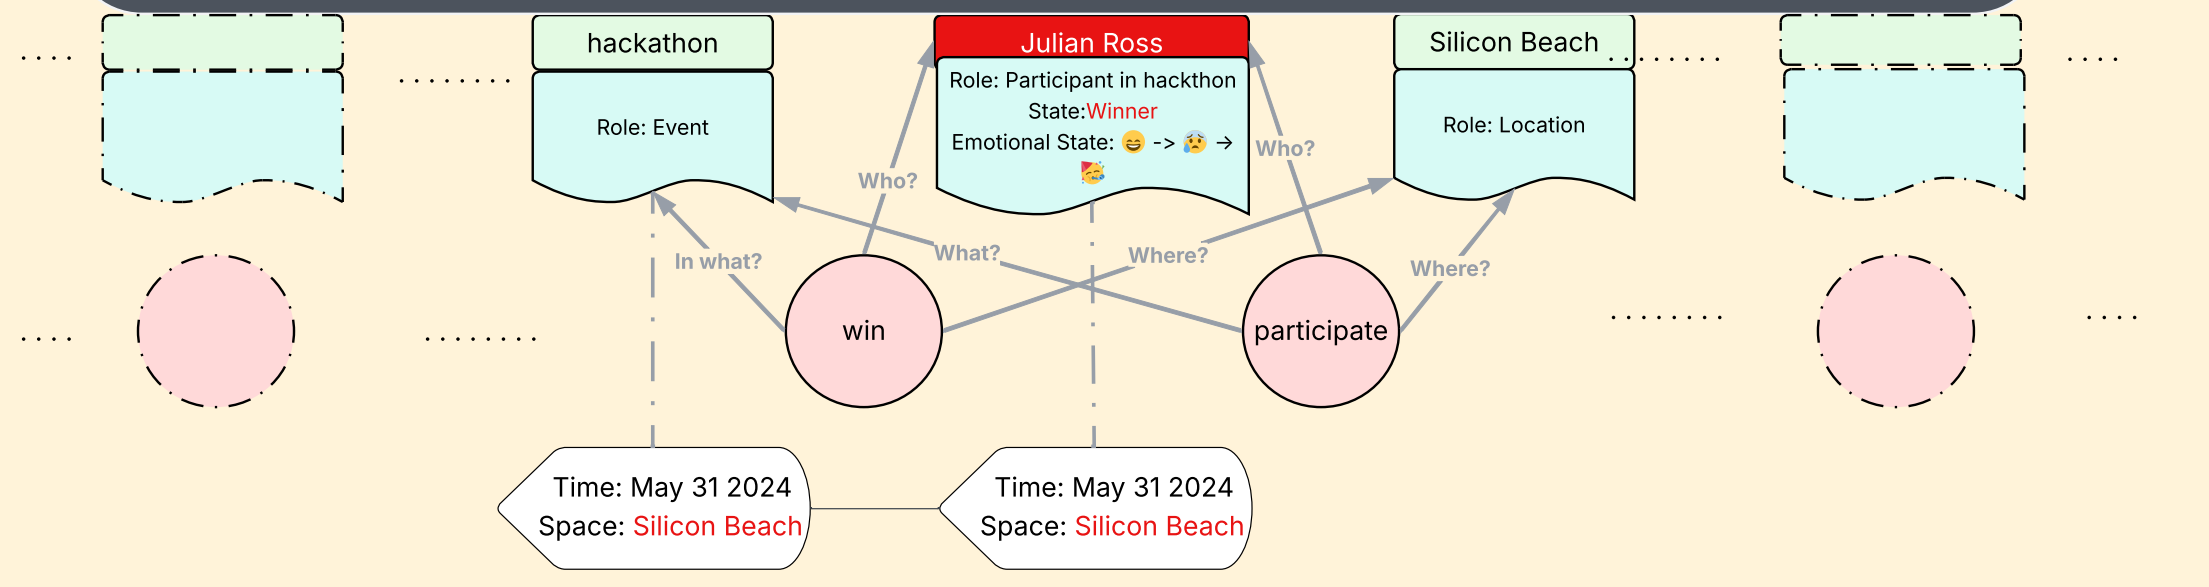 hackathon
Julian Ross
Silicon Beach
Role: Event
Role: Participant in hackthon
State:Winner
Emotional State: 😄 -> 😰 →
🥳
Role: Location
Who?
Who?
In what?
What?
Where?
Where?
win
participate
Time: May 31 2024
Space: Silicon Beach
Time: May 31 2024
Space: Silicon Beach